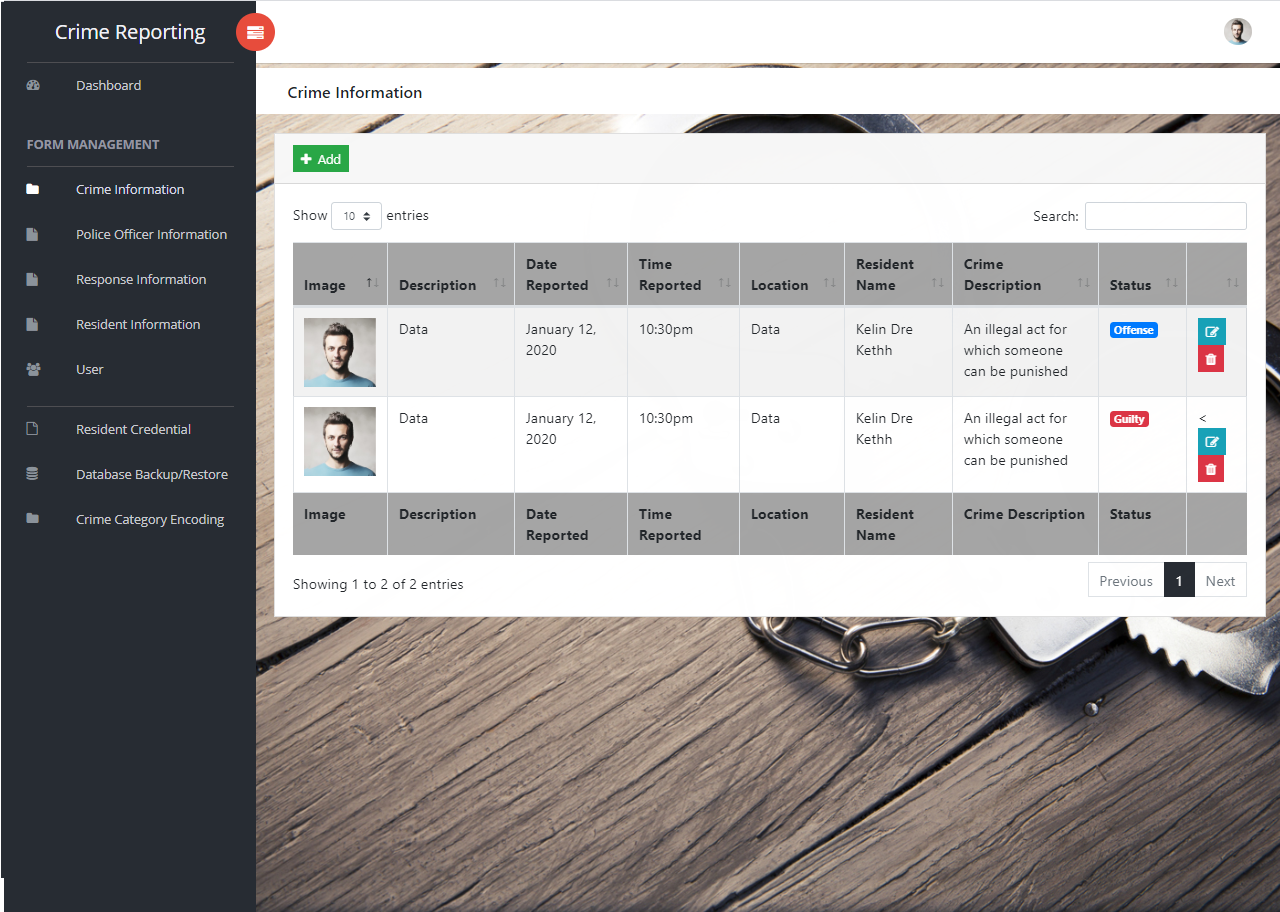 Crime Reporting
Dashboard
FORM MANAGEMENT
Crime Information
Police Officer Information
Response Information
Resident Information
User
Resident Credential
Database Backup/Restore
Crime Category Encoding
Crime Information
Add
Show 10 entries
Search:
Image Description Date Reported Time Reported Location Resident Name Crime Description Status
Data January 12, 2020 10:30pm Data Kelin Dre Kethh An illegal act for which someone can be punished Offense
Data January 12, 2020 10:30pm Data Kelin Dre Kethh An illegal act for which someone can be punished Guilty <
Image Description Date Reported Time Reported Location Resident Name Crime Description Status
Showing 1 to 2 of 2 entries
Previous 1 Next